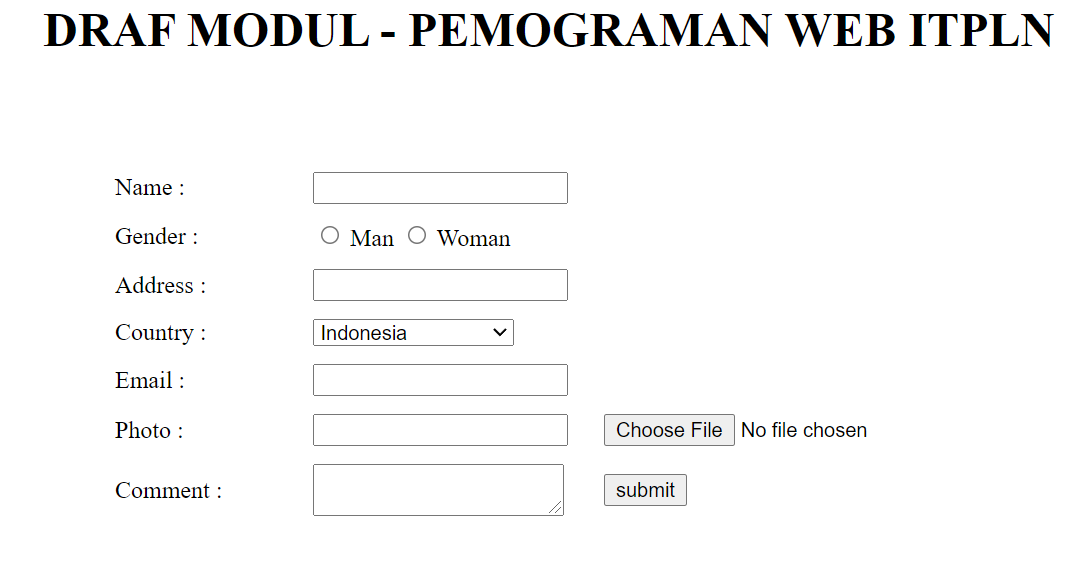 DRAF MODUL - PEMOGRAMAN WEB ITPLN
Name :
Gender : Man Woman
Address :
Country : Indonesia
Email :
Photo : Choose File No file chosen
Comment : submit